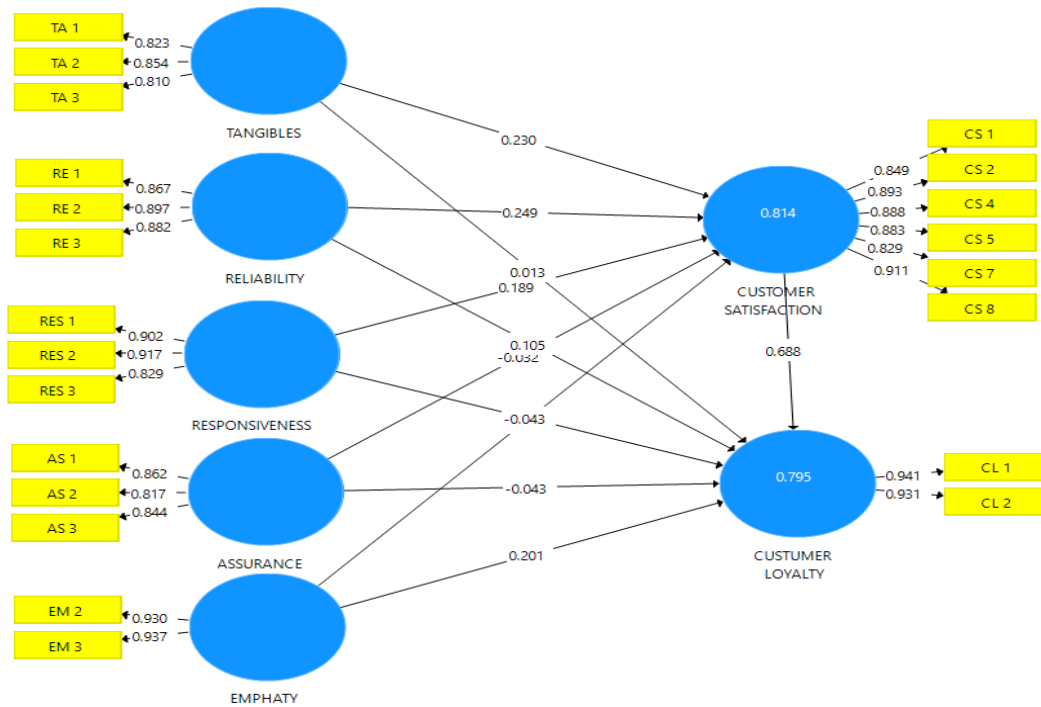 TA 1
0.823
TA 2
0.854
TA 3
0.810
TANGIBLES
RE 1
0.867
RE 2
0.897
RE 3
0.882
RELIABILITY
RES 1
0.902
RES 2
0.917
RES 3
0.829
RESPONSIVENESS
AS 1
0.862
AS 2
0.817
AS 3
0.844
ASSURANCE
EM 2
0.930
EM 3
0.937
EMPHATY
0.230
0.249
0.013
0.189
0.105
-0.032
-0.043
-0.043
0.201
0.814
CUSTOMER
SATISFACTION
0.688
0.795
CUSTUMER
LOYALTY
CS 1
0.849
CS 2
0.893
CS 4
0.888
CS 5
0.883
CS 7
0.829
CS 8
0.911
CL 1
0.941
CL 2
0.931